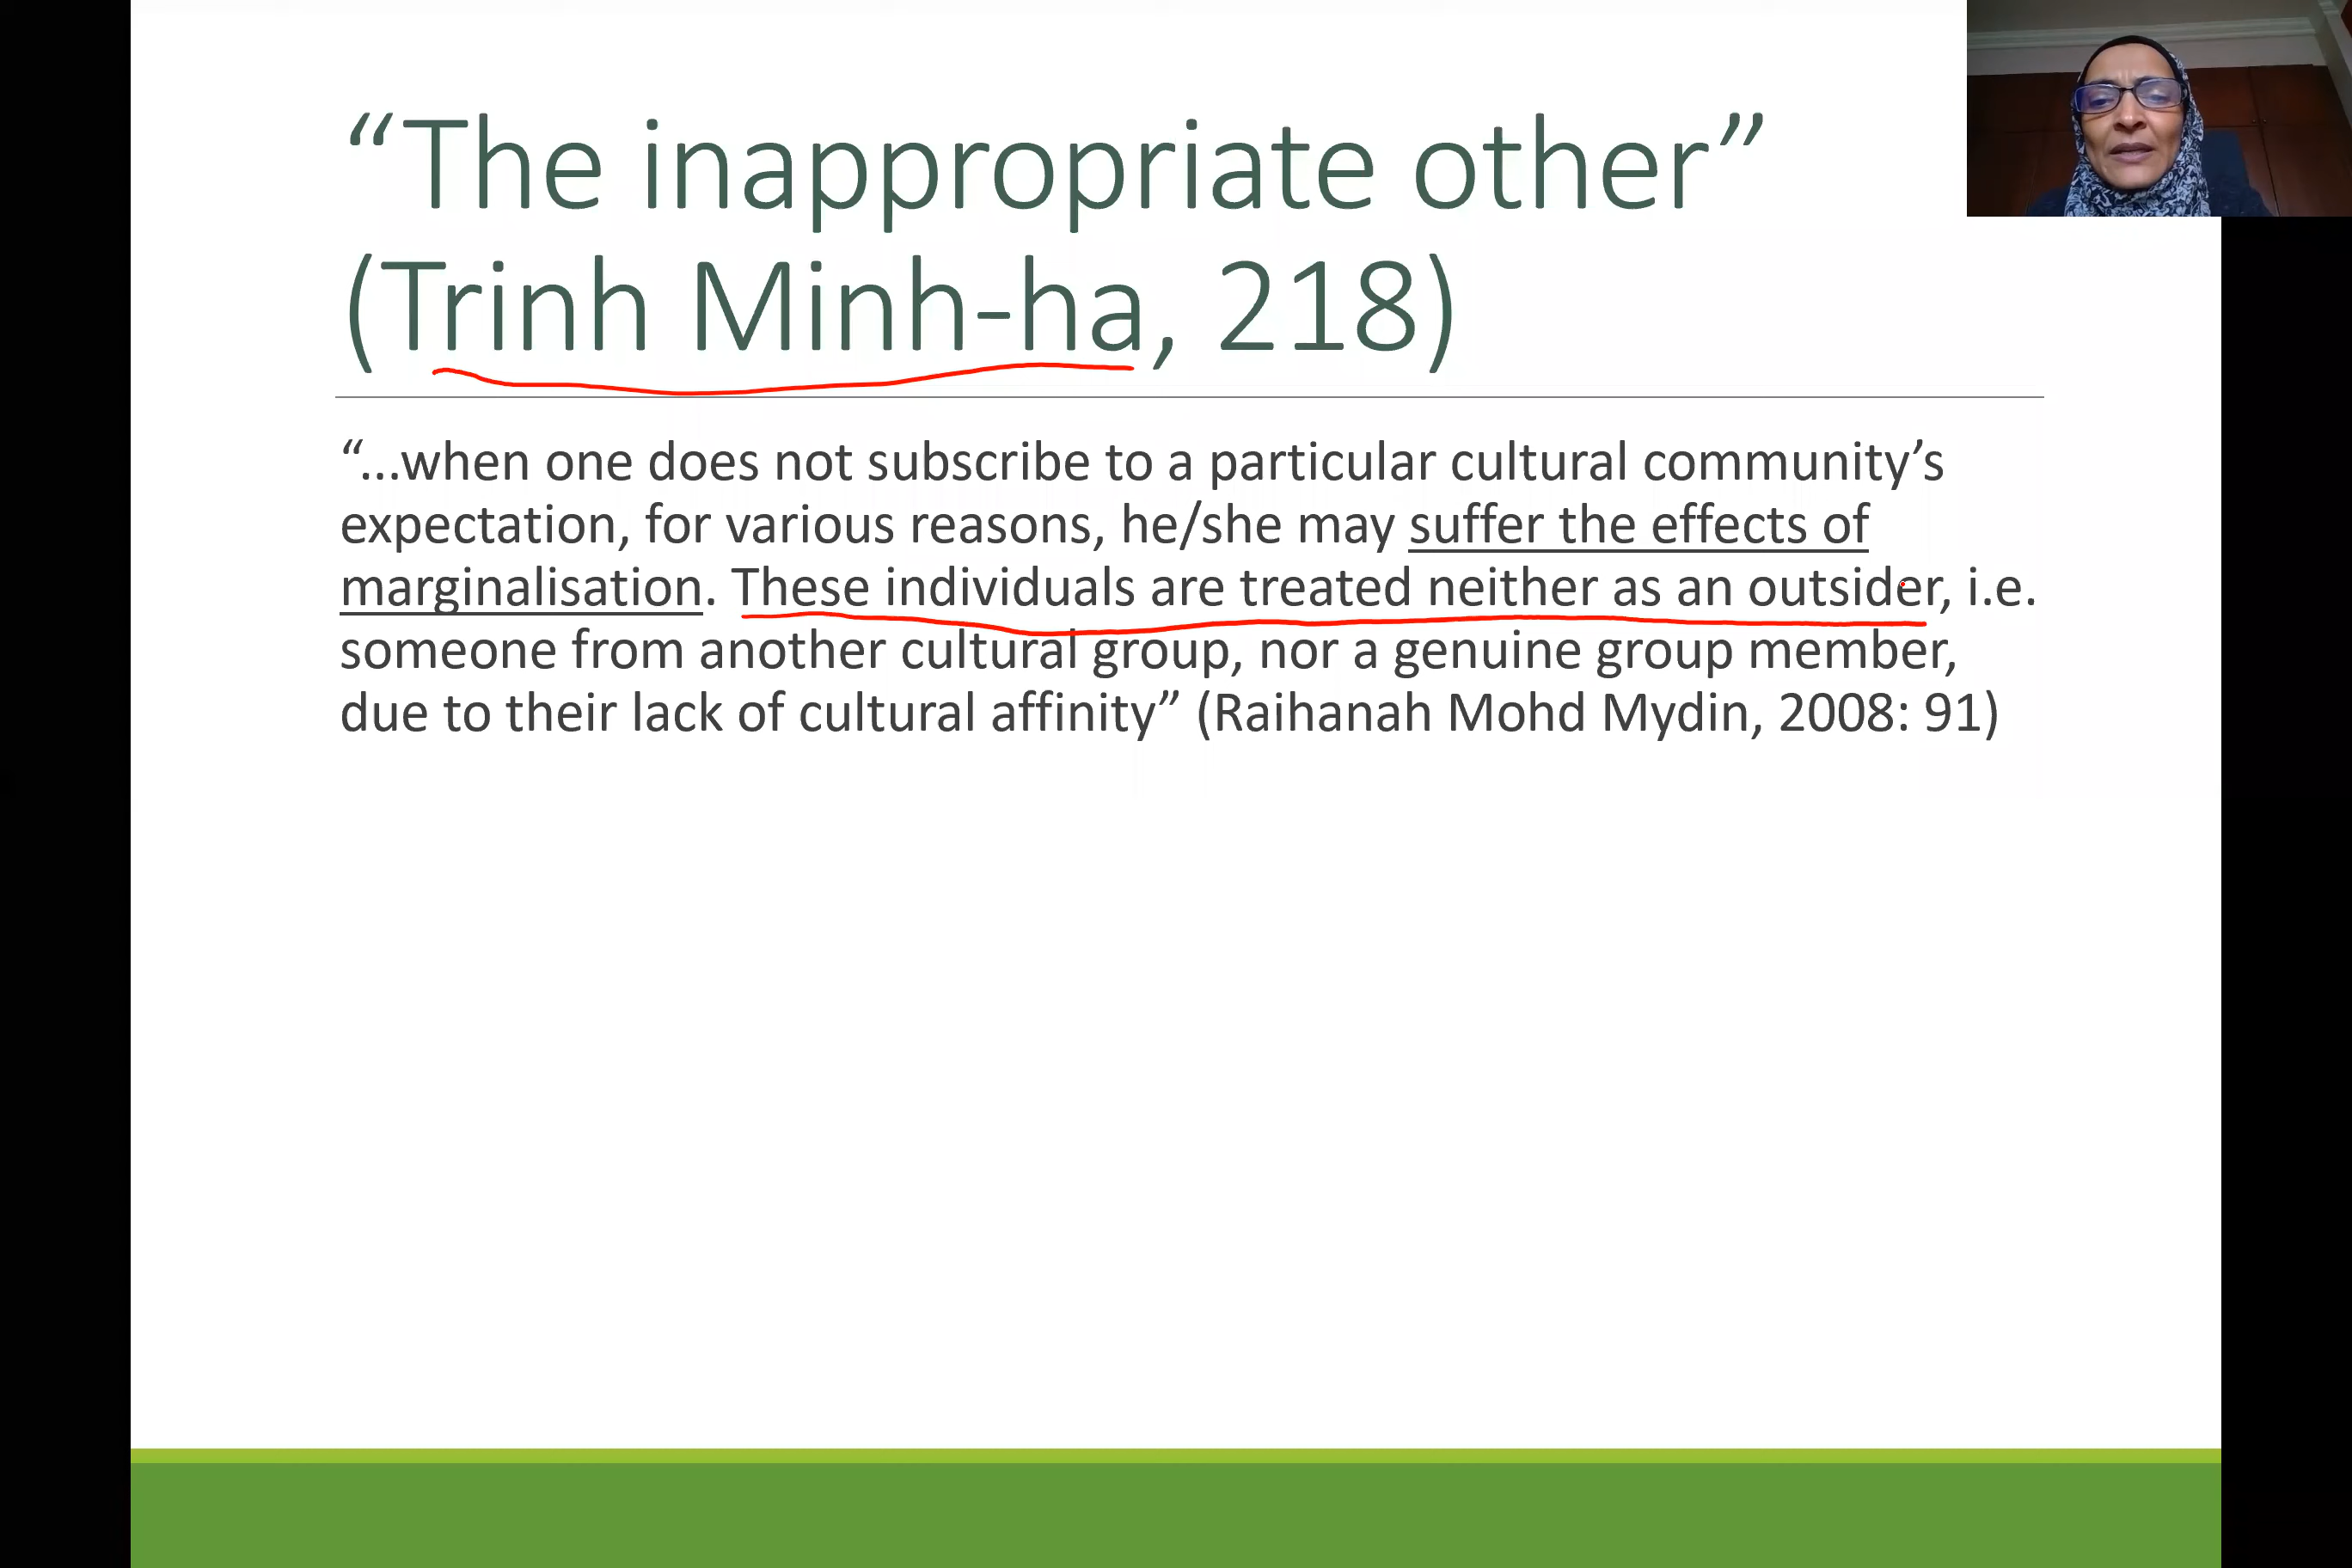 “The inappropriate other”
(Trinh Minh-ha, 218)
“...when one does not subscribe to a particular cultural community’s
expectation, for various reasons, he/she may suffer the effects of
marginalisation. These individuals are treated neither as an outsider, i.e.
someone from another cultural group, nor a genuine group member,
due to their lack of cultural affinity” (Raihanah Mohd Mydin, 2008: 91)